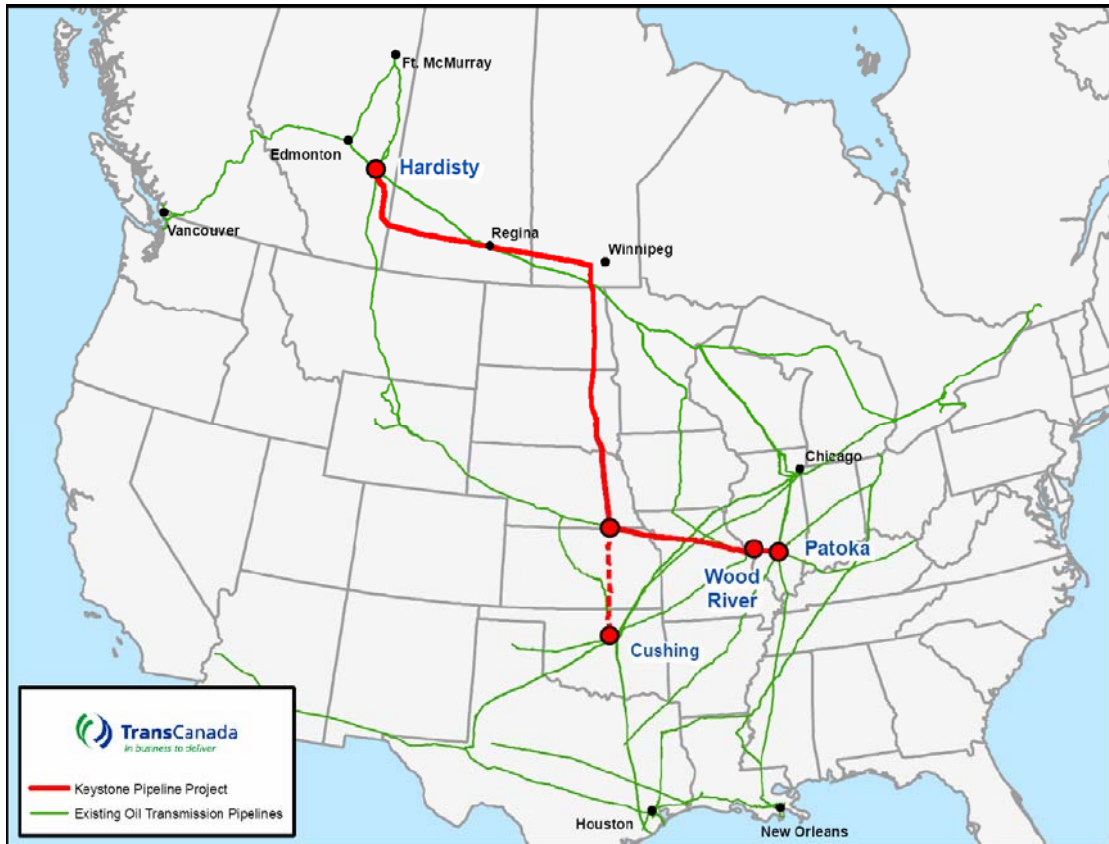 Ft. McMurray
Edmonton
Hardisty
Vancouver
Regina
Winnipeg
Chicago
Patoka
Wood
River
Cushing
TransCanada
In business to deliver
Keystone Pipeline Project
Existing Oil Transmission Pipelines
Houston
New Orleans